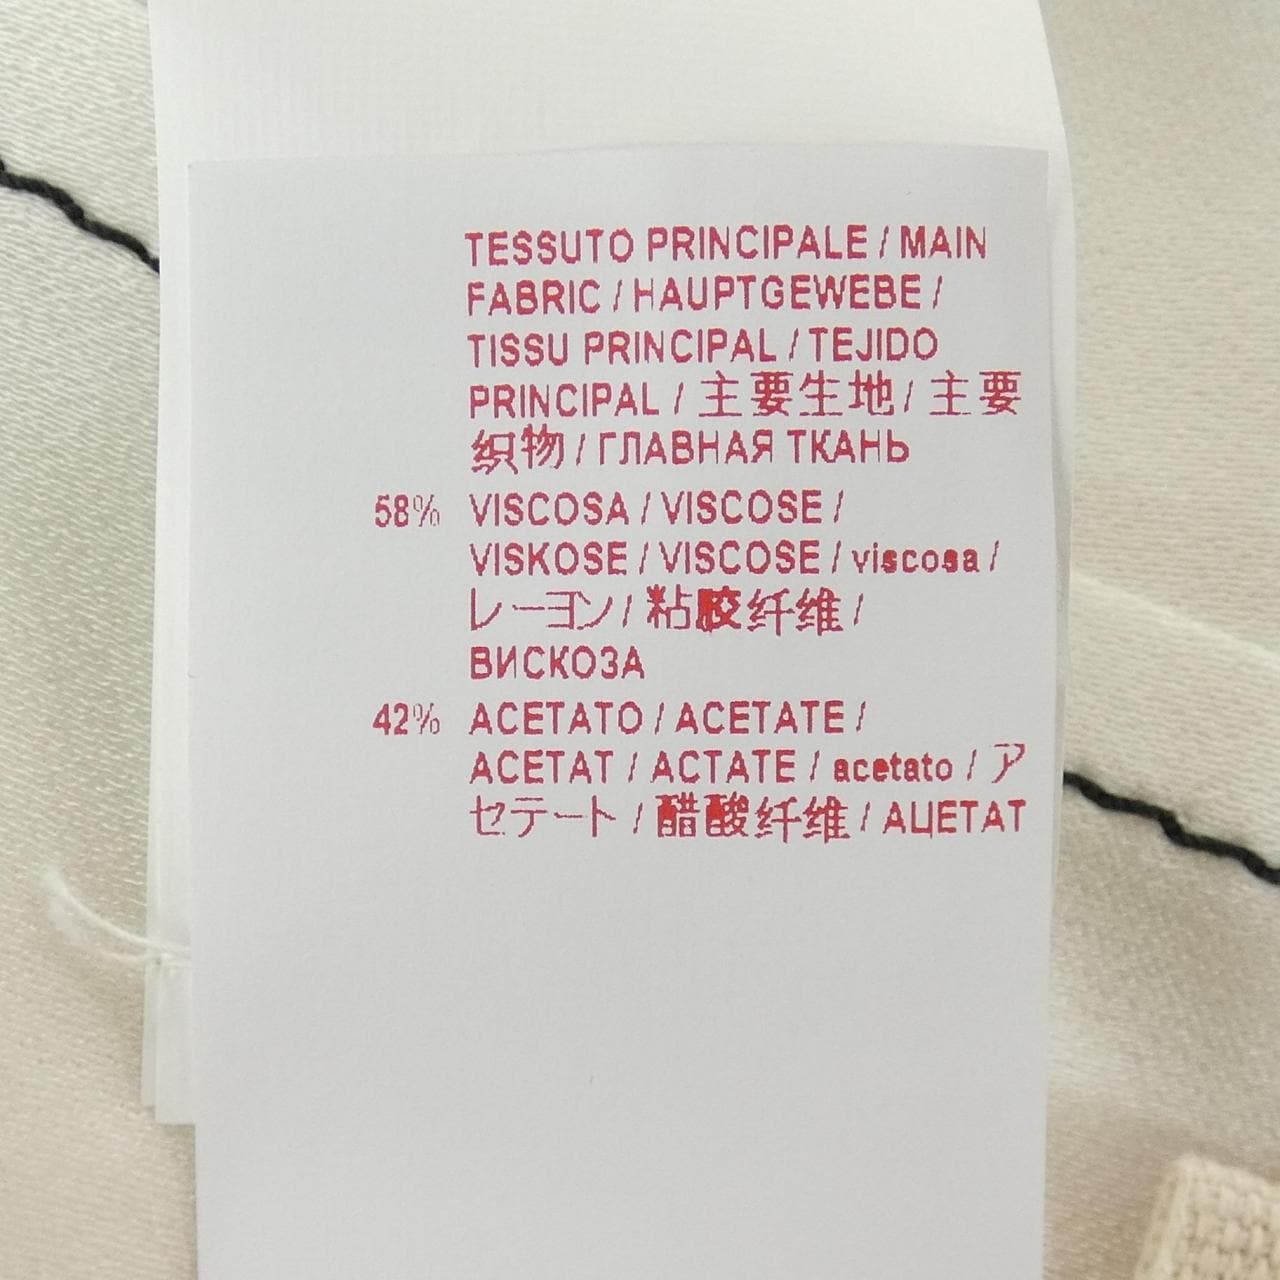 TESSUTO PRINCIPALE / MAIN
FABRIC / HAUPTGEWEBE /
TISSU PRINCIPAL / TEJIDO
PRINCIPAL / 主要生地 / 主要
织物 / ГЛАВНАЯ ТКАНЬ
58% VISCOSA / VISCOSE /
VISKOSE / VISCOSE / viscosa /
レーヨン / 粘胶纤维 /
ВИСКОЗА
42% ACETATO / ACETATE /
ACETAT / ACTATE / acetato / ア
セテート / 醋酸纤维 / АЦЕТАТ